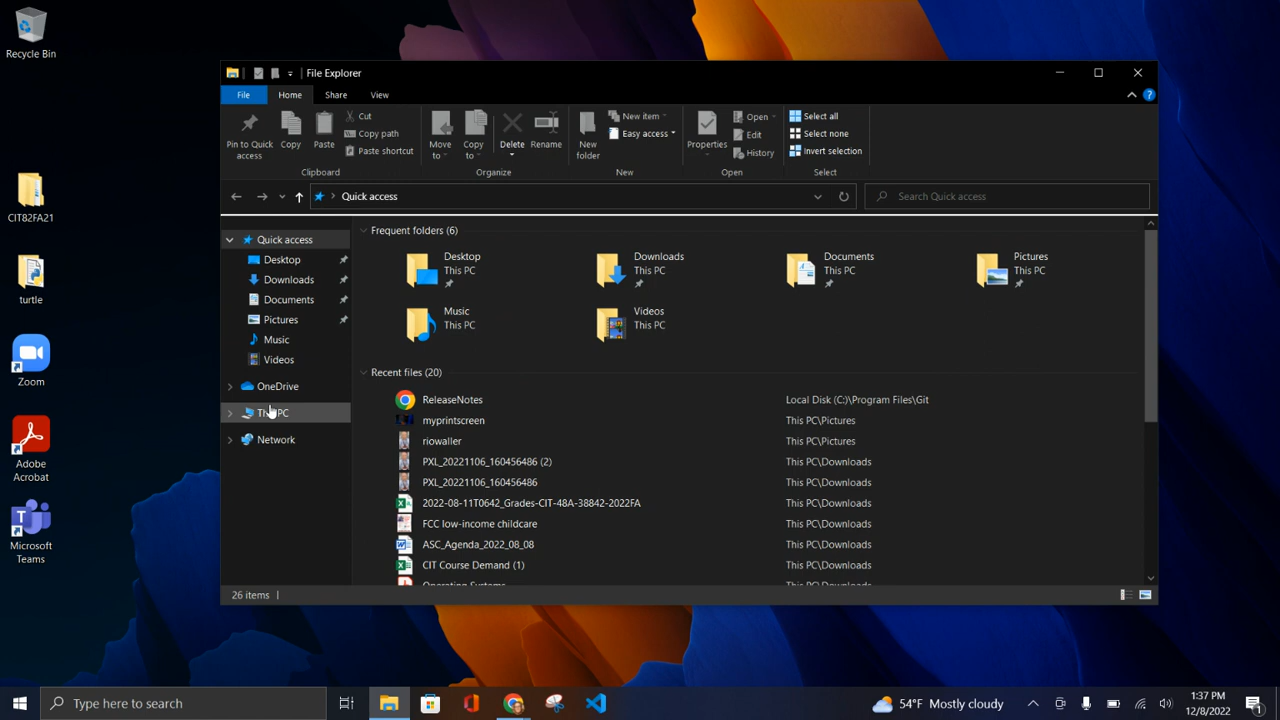 Recycle Bin
CIT82FA21
turtle
Zoom
Adobe
Acrobat
Microsoft
Teams
File Explorer
File
Home
Share
View
Pin to Quick
access
Copy
Paste
Cut
Copy path
Paste shortcut
Clipboard
Move
to
Copy
to
Delete
Rename
Organize
New
folder
New item
Easy access
New
Properties
Open
Edit
History
Open
Select all
Select none
Invert selection
Select
Quick access
Search Quick access
Quick access
Desktop
Downloads
Documents
Pictures
Music
Videos
OneDrive
Network
Frequent folders (6)
Desktop
This PC
Downloads
This PC
Documents
This PC
Pictures
This PC
Music
This PC
Videos
This PC
Recent files (20)
ReleaseNotes Local Disk (C:)\Program Files\Git
myprintscreen This PC\Pictures
riowaller This PC\Pictures
PXL_20221106_160456486 (2) This PC\Downloads
PXL_20221106_160456486 This PC\Downloads
2022-08-11T0642_Grades-CIT-48A-38842-2022FA This PC\Downloads
FCC low-income childcare This PC\Downloads
ASC_Agenda_2022_08_08 This PC\Downloads
CIT Course Demand (1) This PC\Downloads
Operating Systems This PC\Downloads
26 items
Type here to search
54°F Mostly cloudy
1:37 PM
12/8/2022
1